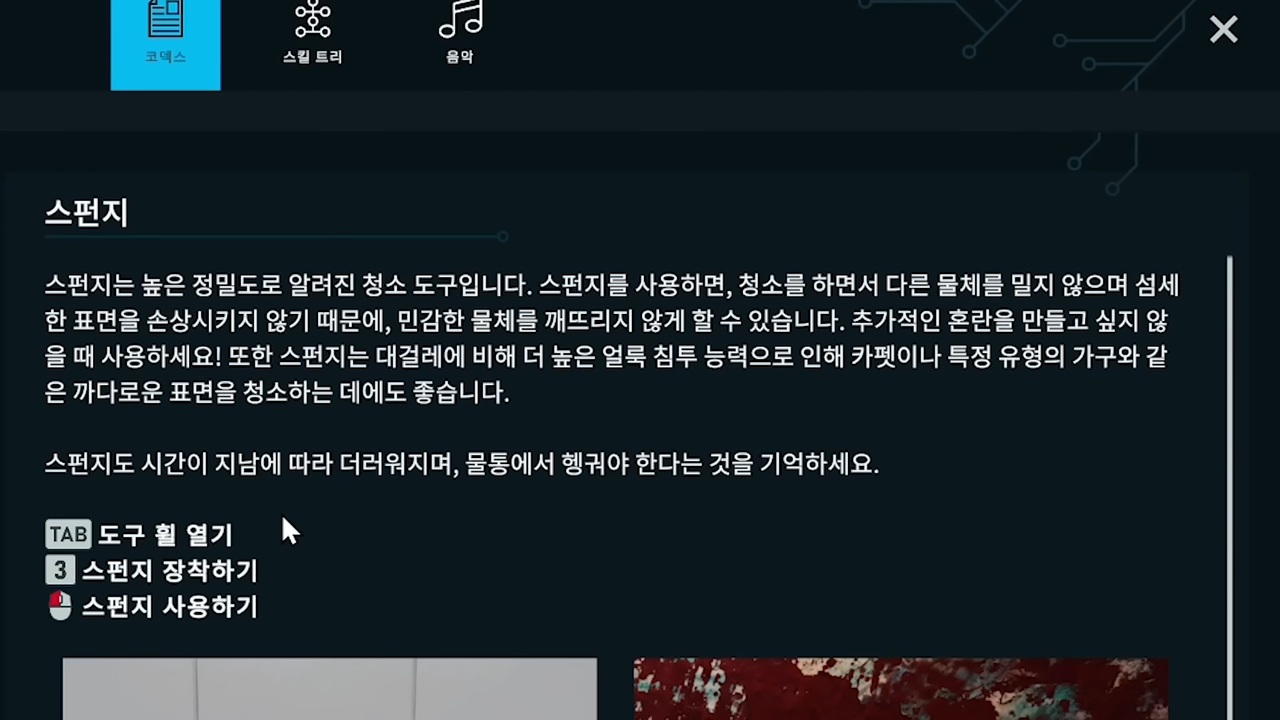 코덱스
스킬 트리
음악
스펀지
스펀지는 높은 정밀도로 알려진 청소 도구입니다. 스펀지를 사용하면, 청소를 하면서 다른 물체를 밀지 않으며 섬세
한 표면을 손상시키지 않기 때문에, 민감한 물체를 깨뜨리지 않게 할 수 있습니다. 추가적인 혼란을 만들고 싶지 않
을 때 사용하세요! 또한 스펀지는 대걸레에 비해 더 높은 얼룩 침투 능력으로 인해 카펫이나 특정 유형의 가구와 같
은 까다로운 표면을 청소하는 데에도 좋습니다.
스펀지도 시간이 지남에 따라 더러워지며, 물통에서 헹궈야 한다는 것을 기억하세요.
TAB 도구 휠 열기
3 스펀지 장착하기
스펀지 사용하기